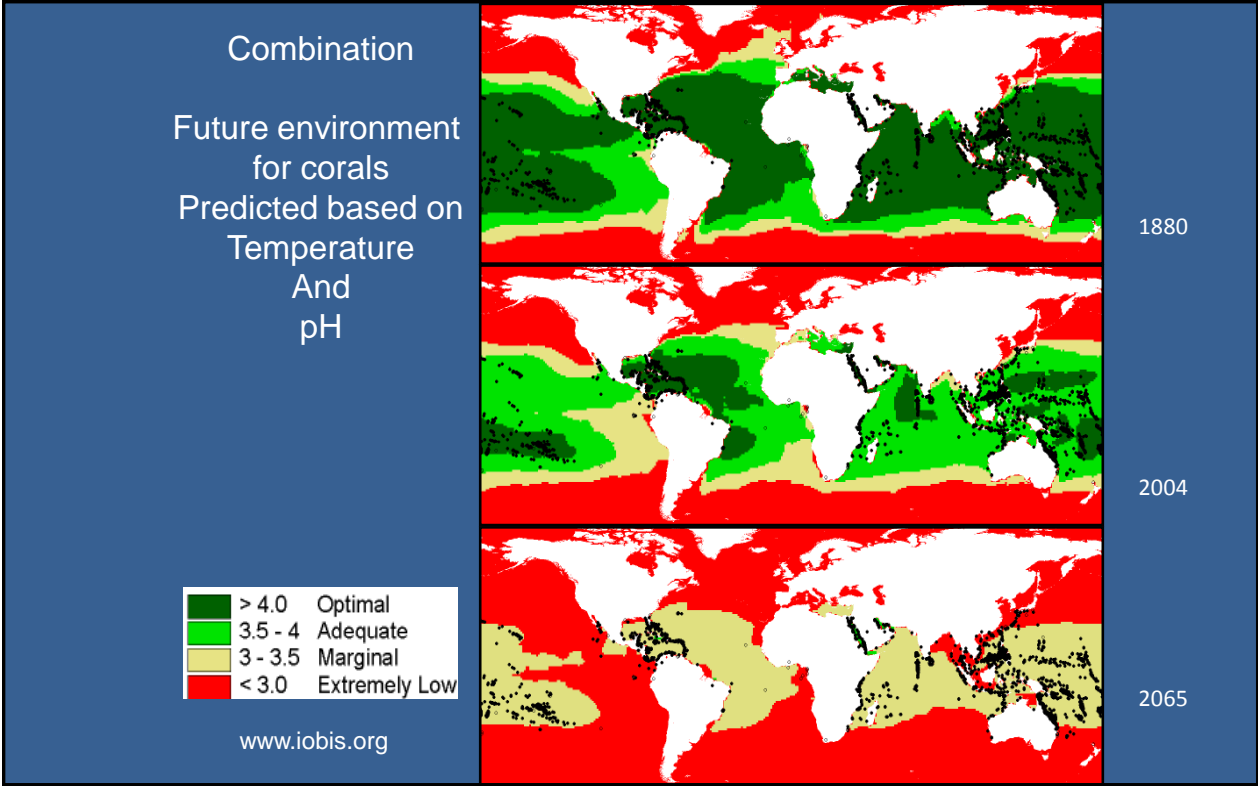 Combination
Future environment
for corals
Predicted based on
Temperature
And
pH
1880
2004
2065
> 4.0 Optimal
3.5 - 4 Adequate
3 - 3.5 Marginal
< 3.0 Extremely Low
www.iobis.org